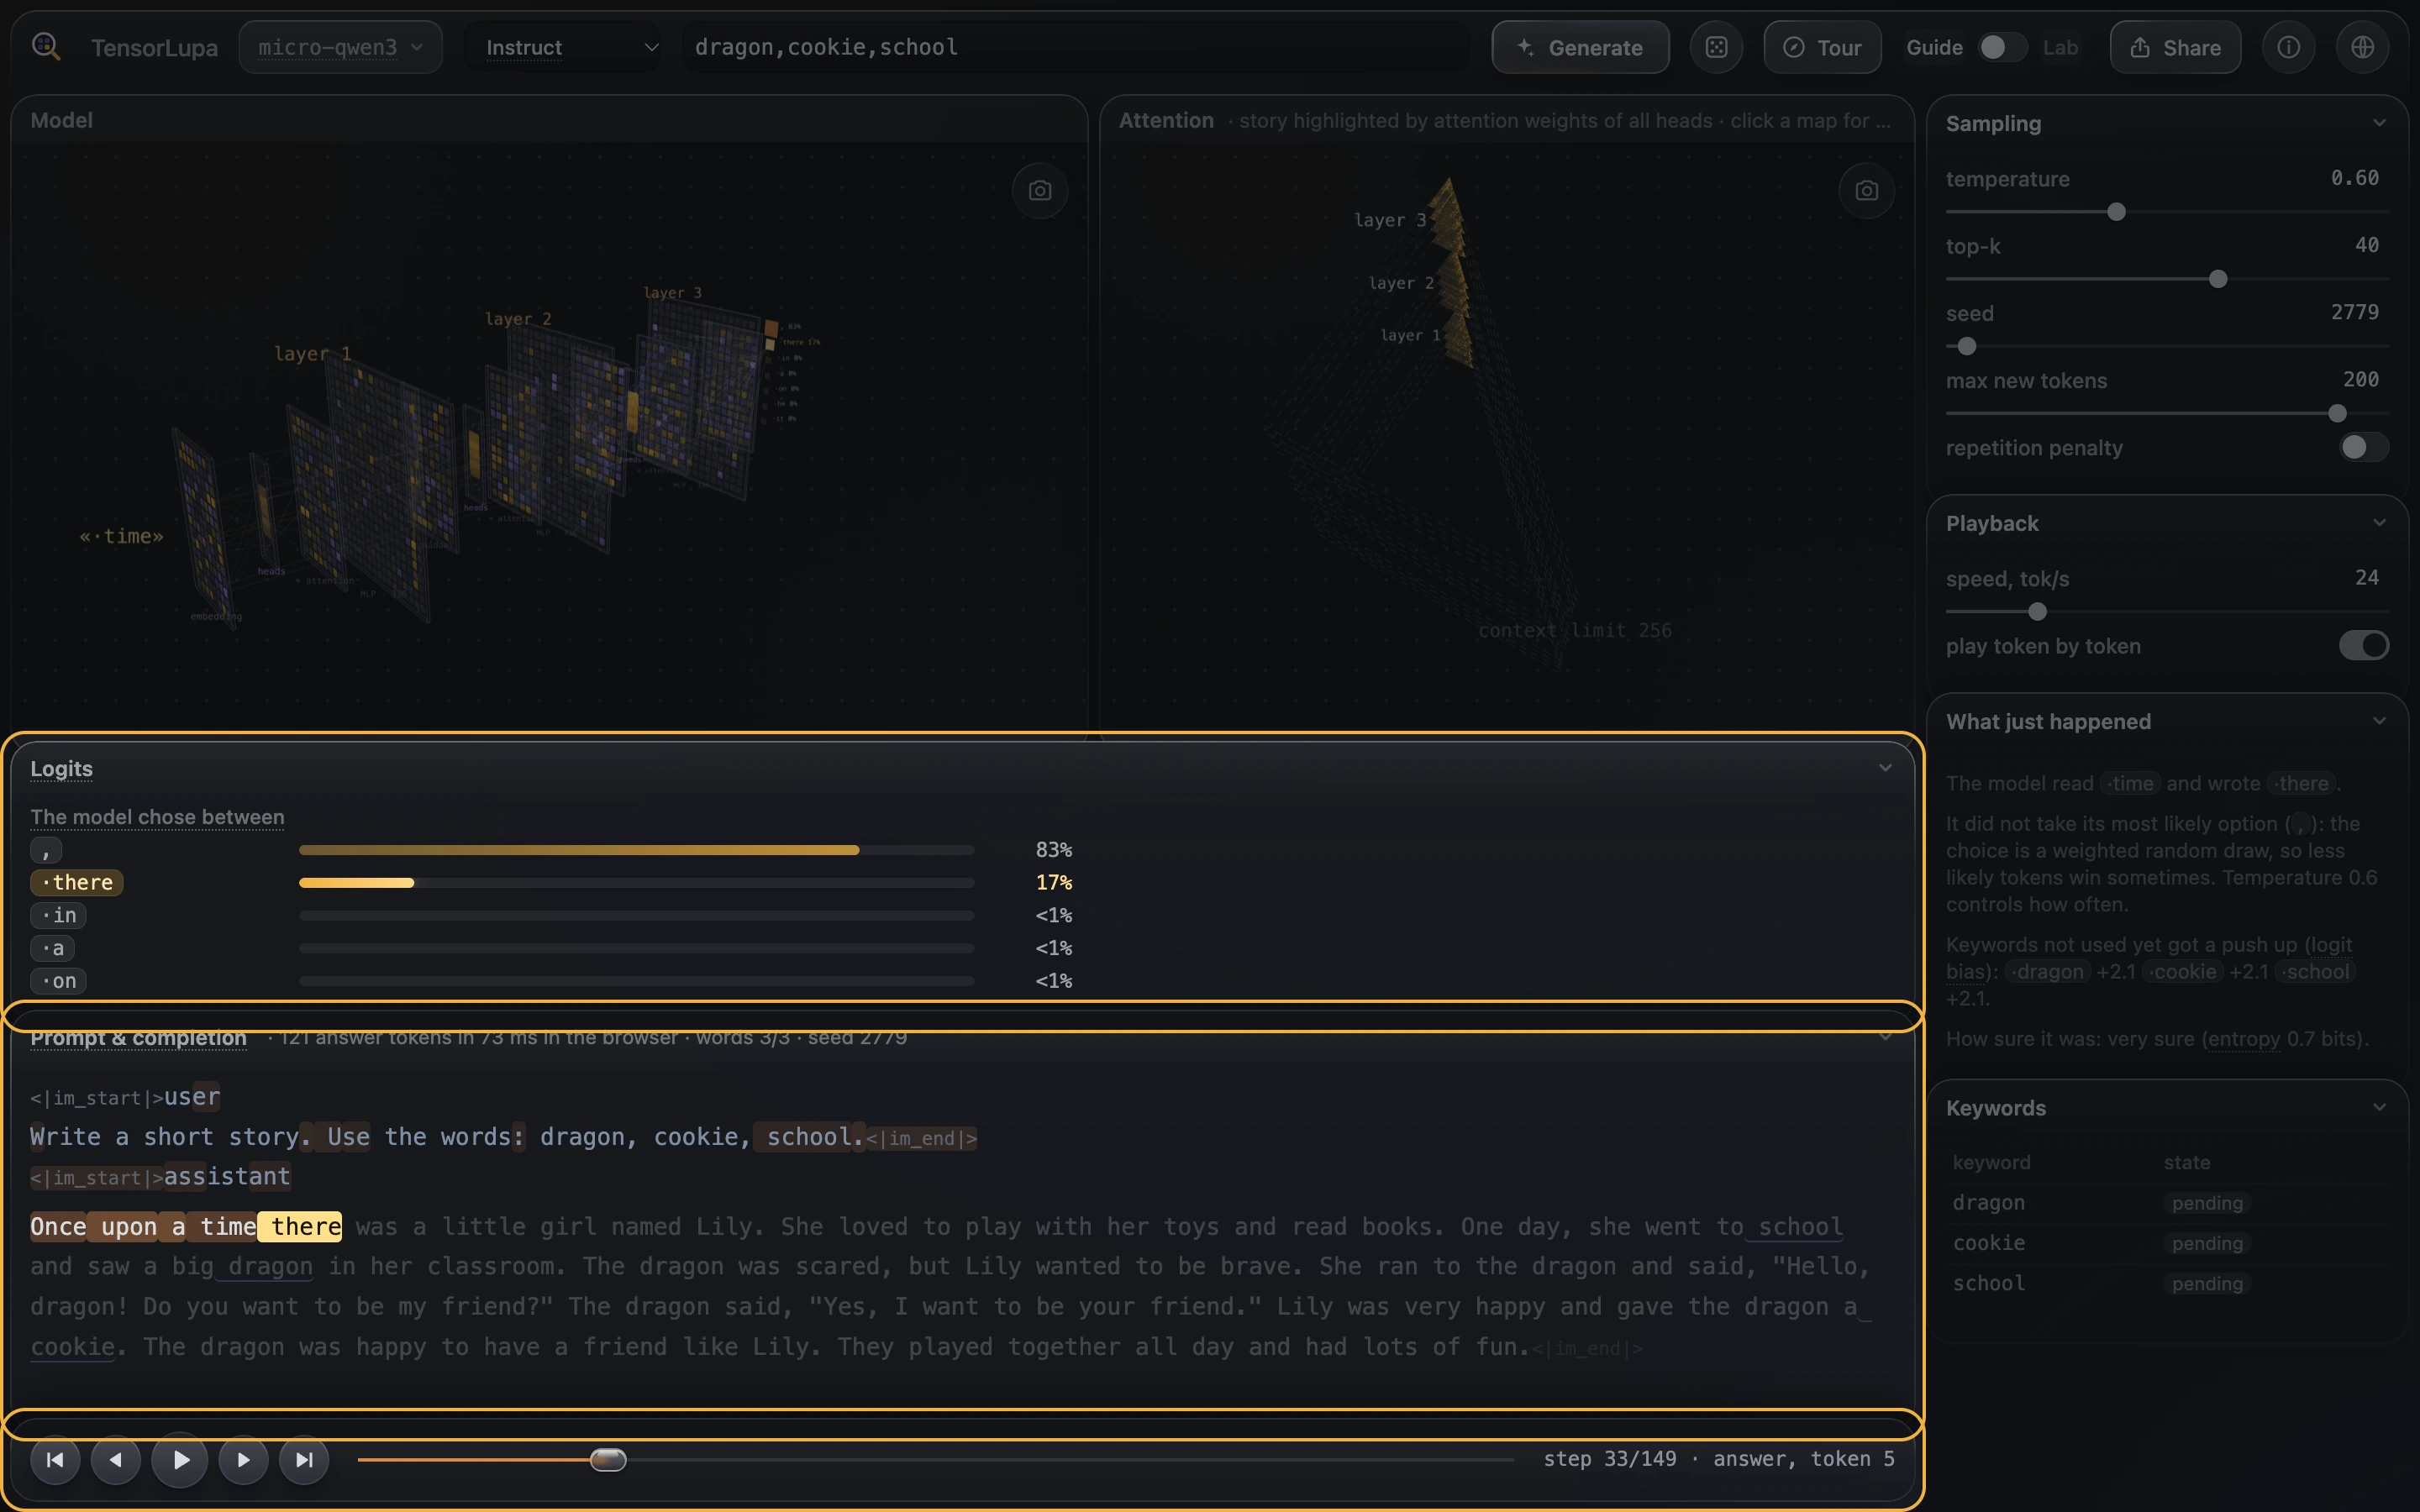 TensorLupa
micro-qwen3
Instruct
dragon,cookie,school
Generate
Tour
Guide
Lab
Share
Model
layer 1
layer 2
layer 3
«·time»
embedding
heads
attention
MLP
heads
, 83%
there 17%
in 0%
Attention · story highlighted by attention weights of all heads · click a map for ...
layer 3
layer 2
layer 1
context limit 256
Logits
The model chose between
, 83%
·there 17%
·in <1%
·a <1%
·on <1%
Prompt & completion · 121 answer tokens in 73 ms in the browser · words 3/3 · seed 2779
<|im_start|>user
Write a short story. Use the words: dragon, cookie, school.<|im_end|>
<|im_start|>assistant
Once upon a time there was a little girl named Lily. She loved to play with her toys and read books. One day, she went to school
and saw a big dragon in her classroom. The dragon was scared, but Lily wanted to be brave. She ran to the dragon and said, "Hello,
dragon! Do you want to be my friend?" The dragon said, "Yes, I want to be your friend." Lily was very happy and gave the dragon a
cookie. The dragon was happy to have a friend like Lily. They played together all day and had lots of fun.<|im_end|>
step 33/149 · answer, token 5
Sampling
temperature 0.60
top-k 40
seed 2779
max new tokens 200
repetition penalty
Playback
speed, tok/s 24
play token by token
What just happened
The model read ·time and wrote ·there.
It did not take its most likely option (,): the
choice is a weighted random draw, so less
likely tokens win sometimes. Temperature 0.6
controls how often.
Keywords not used yet got a push up (logit
bias): ·dragon +2.1 ·cookie +2.1 ·school
+2.1.
How sure it was: very sure (entropy 0.7 bits).
Keywords
keyword state
dragon pending
cookie pending
school pending